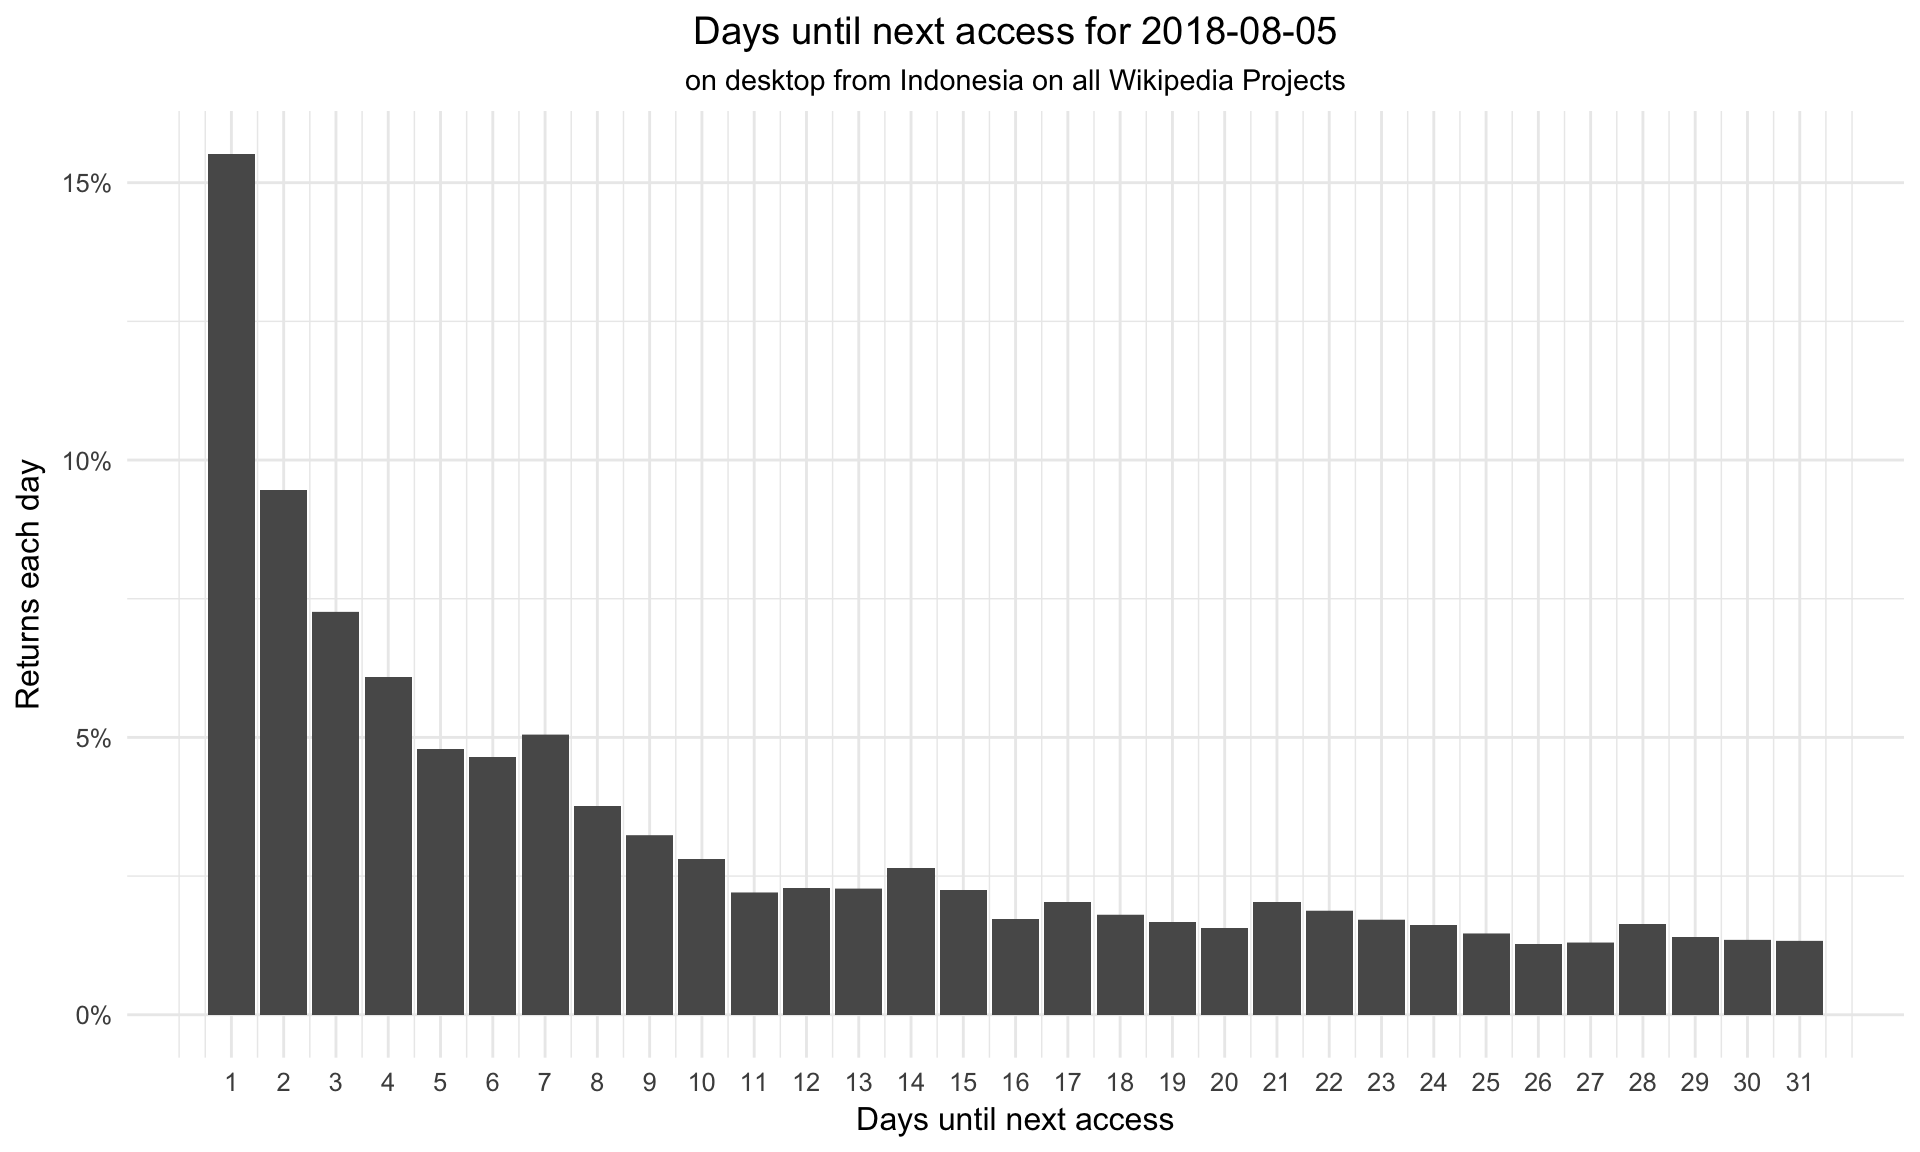 Days until next access for 2018-08-05
on desktop from Indonesia on all Wikipedia Projects
Returns each day
15%
10%
5%
0%
1 2 3 4 5 6 7 8 9 10 11 12 13 14 15 16 17 18 19 20 21 22 23 24 25 26 27 28 29 30 31
Days until next access